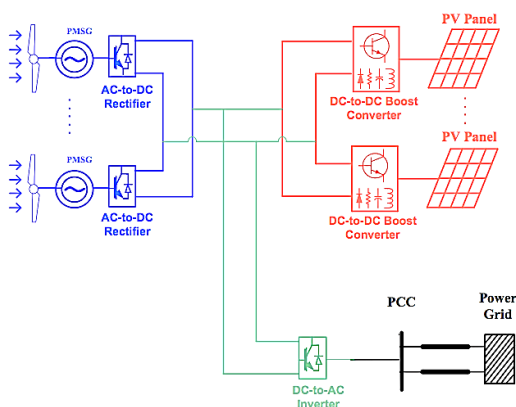 PMSG
AC-to-DC
Rectifier
PMSG
AC-to-DC
Rectifier
PV Panel
DC-to-DC Boost
Converter
PV Panel
DC-to-DC Boost
Converter
PCC
Power
Grid
DC-to-AC
Inverter